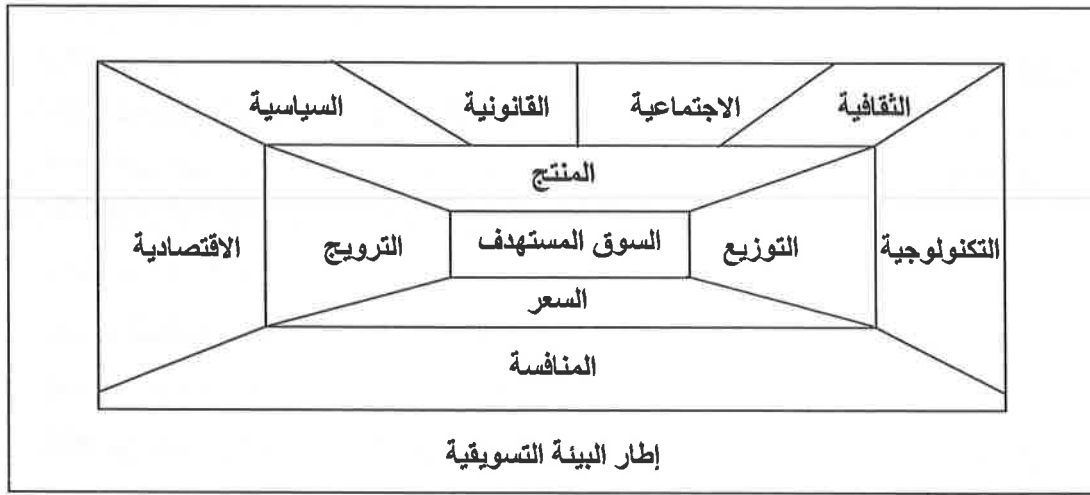 الثقافية
الاجتماعية
القانونية
السياسية
المنتج
التكنولوجية
التوزيع
السوق المستهدف
الترويج
الاقتصادية
السعر
المنافسة
إطار البيئة التسويقية